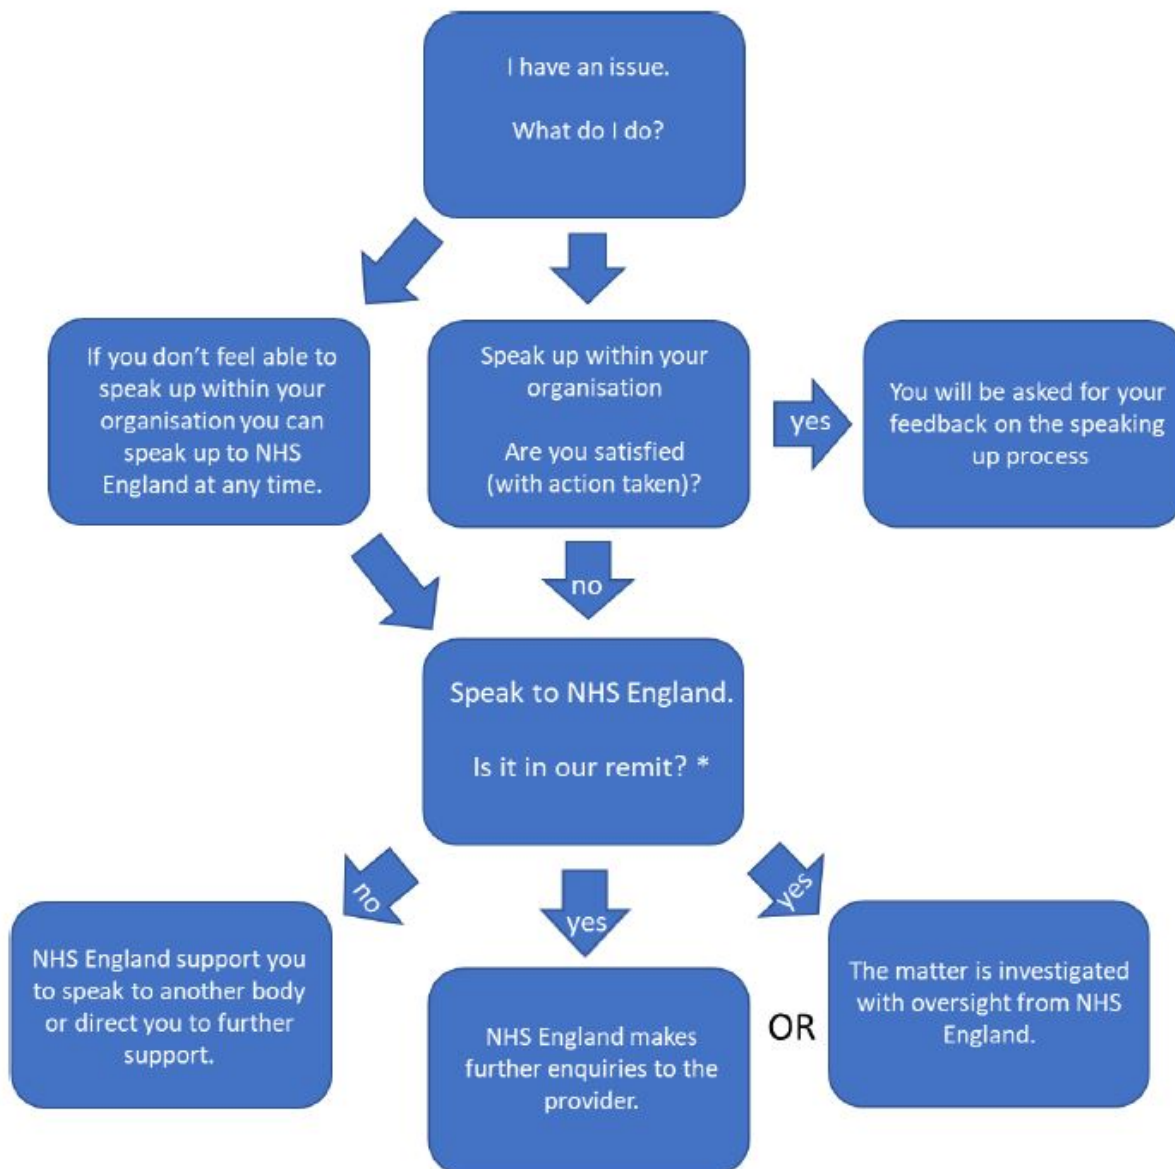 I have an issue.
What do I do?
If you don't feel able to
speak up within your
organisation you can
speak up to NHS
England at any time.
Speak up within your
organisation
Are you satisfied
(with action taken)?
yes
You will be asked for your
feedback on the speaking
up process
no
Speak to NHS England.
Is it in our remit? *
no
yes
yes
NHS England support you
to speak to another body
or direct you to further
support.
NHS England makes
further enquiries to the
provider.
OR
The matter is investigated
with oversight from NHS
England.